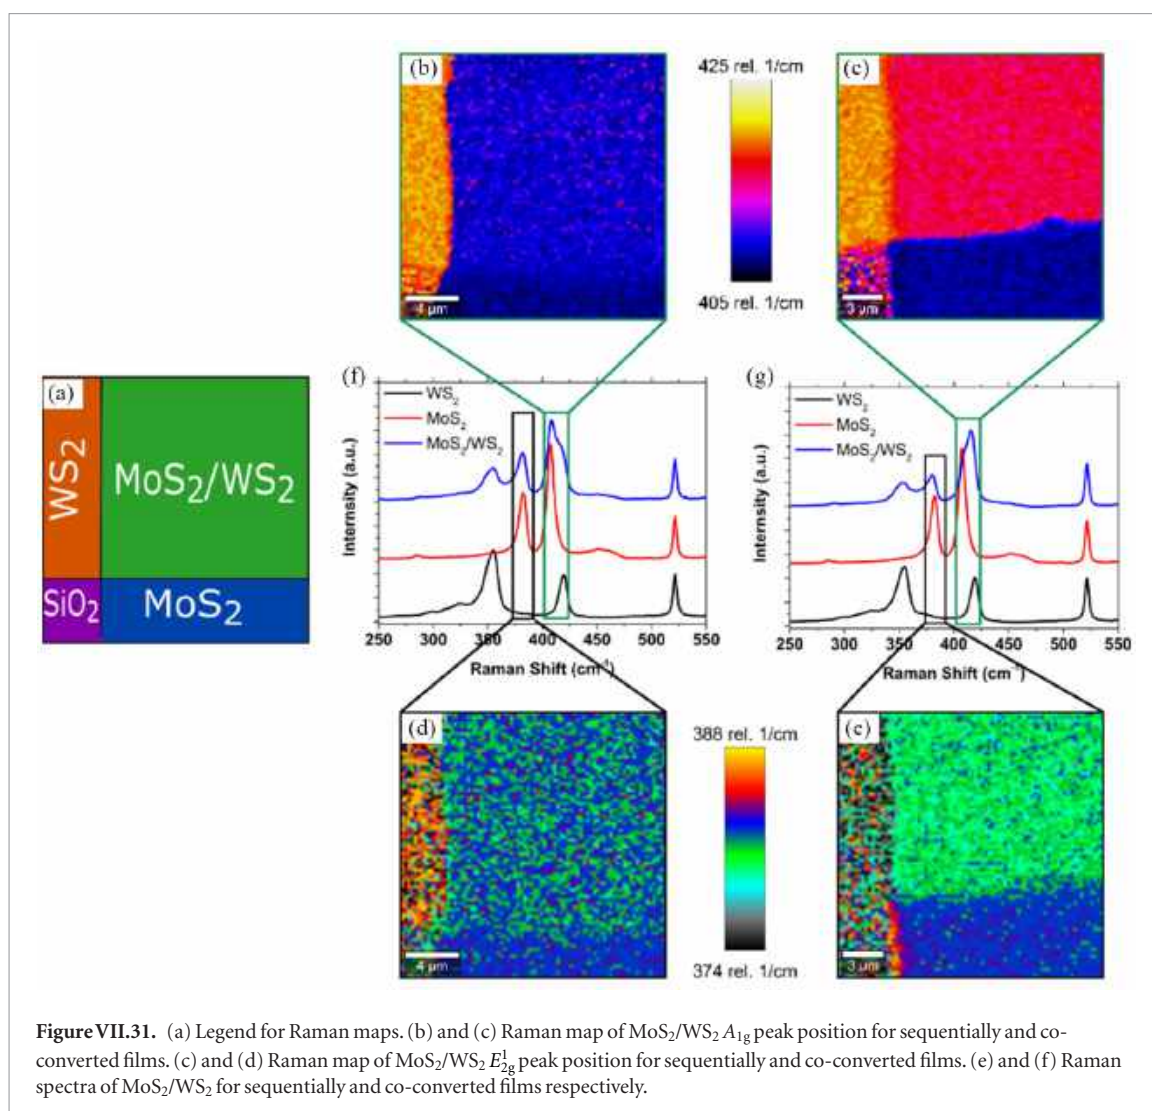 (b)
425 rel. 1/cm
(c)
4 µm
405 rel. 1/cm
3 µm
(a)
WS2
MoS2/WS2
SiO2
MoS2
(f)
WS2
MoS2
MoS2/WS2
Intensity (a.u.)
250 300 350 400 450 500 550
Raman Shift (cm-1)
(g)
WS2
MoS2
MoS2/WS2
Internsity (a.u.)
250 300 350 400 450 500 550
Raman Shift (cm-1)
(d)
388 rel. 1/cm
(e)
4 µm
374 rel. 1/cm
3 µm
Figure VII.31. (a) Legend for Raman maps. (b) and (c) Raman map of MoS2/WS2 A1g peak position for sequentially and co-
converted films. (c) and (d) Raman map of MoS2/WS2 E12g peak position for sequentially and co-converted films. (e) and (f) Raman
spectra of MoS2/WS2 for sequentially and co-converted films respectively.